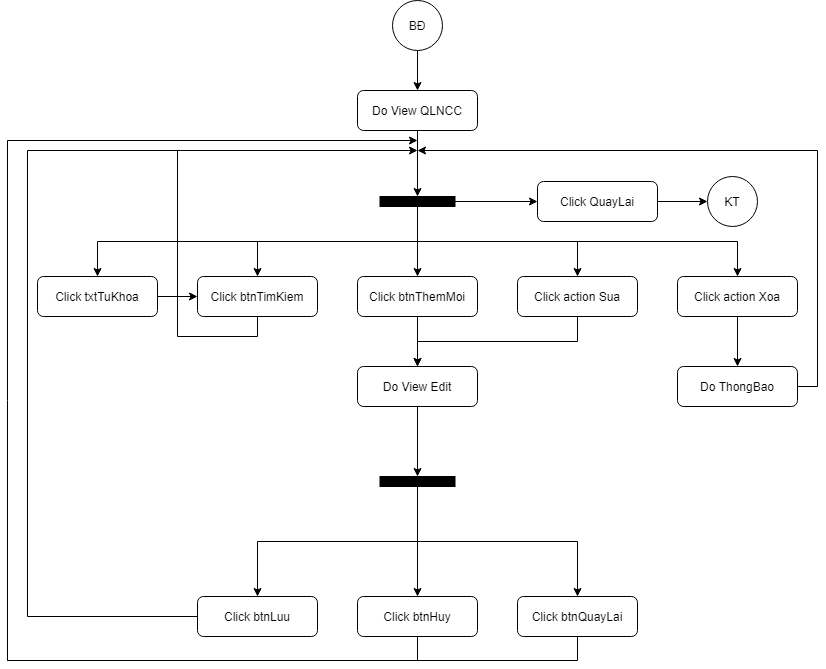 BĐ
Do View QLNCC
Click QuayLai
KT
Click txtTuKhoa
Click btnTimKiem
Click btnThemMoi
Click action Sua
Click action Xoa
Do View Edit
Do ThongBao
Click btnLuu
Click btnHuy
Click btnQuayLai